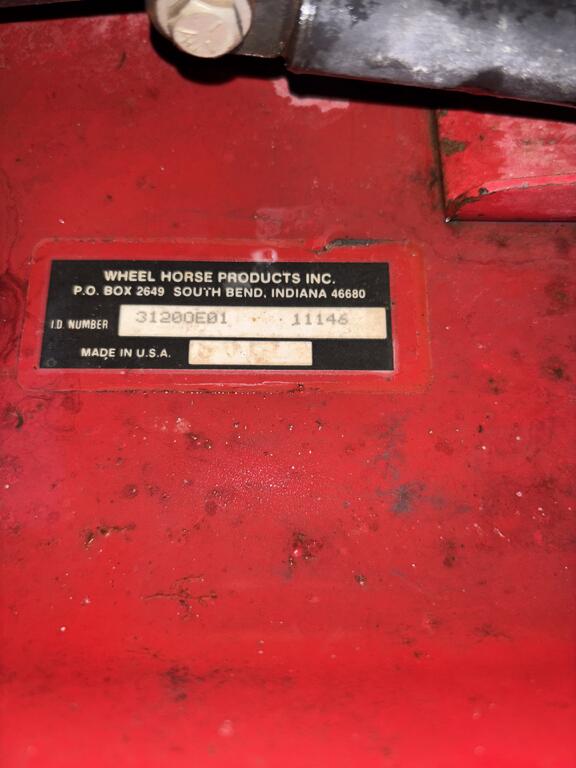 WHEEL HORSE PRODUCTS INC.
P.O. BOX 2649 SOUTH BEND, INDIANA 46680
I.D. NUMBER 31200E01 11146
MADE IN U.S.A.